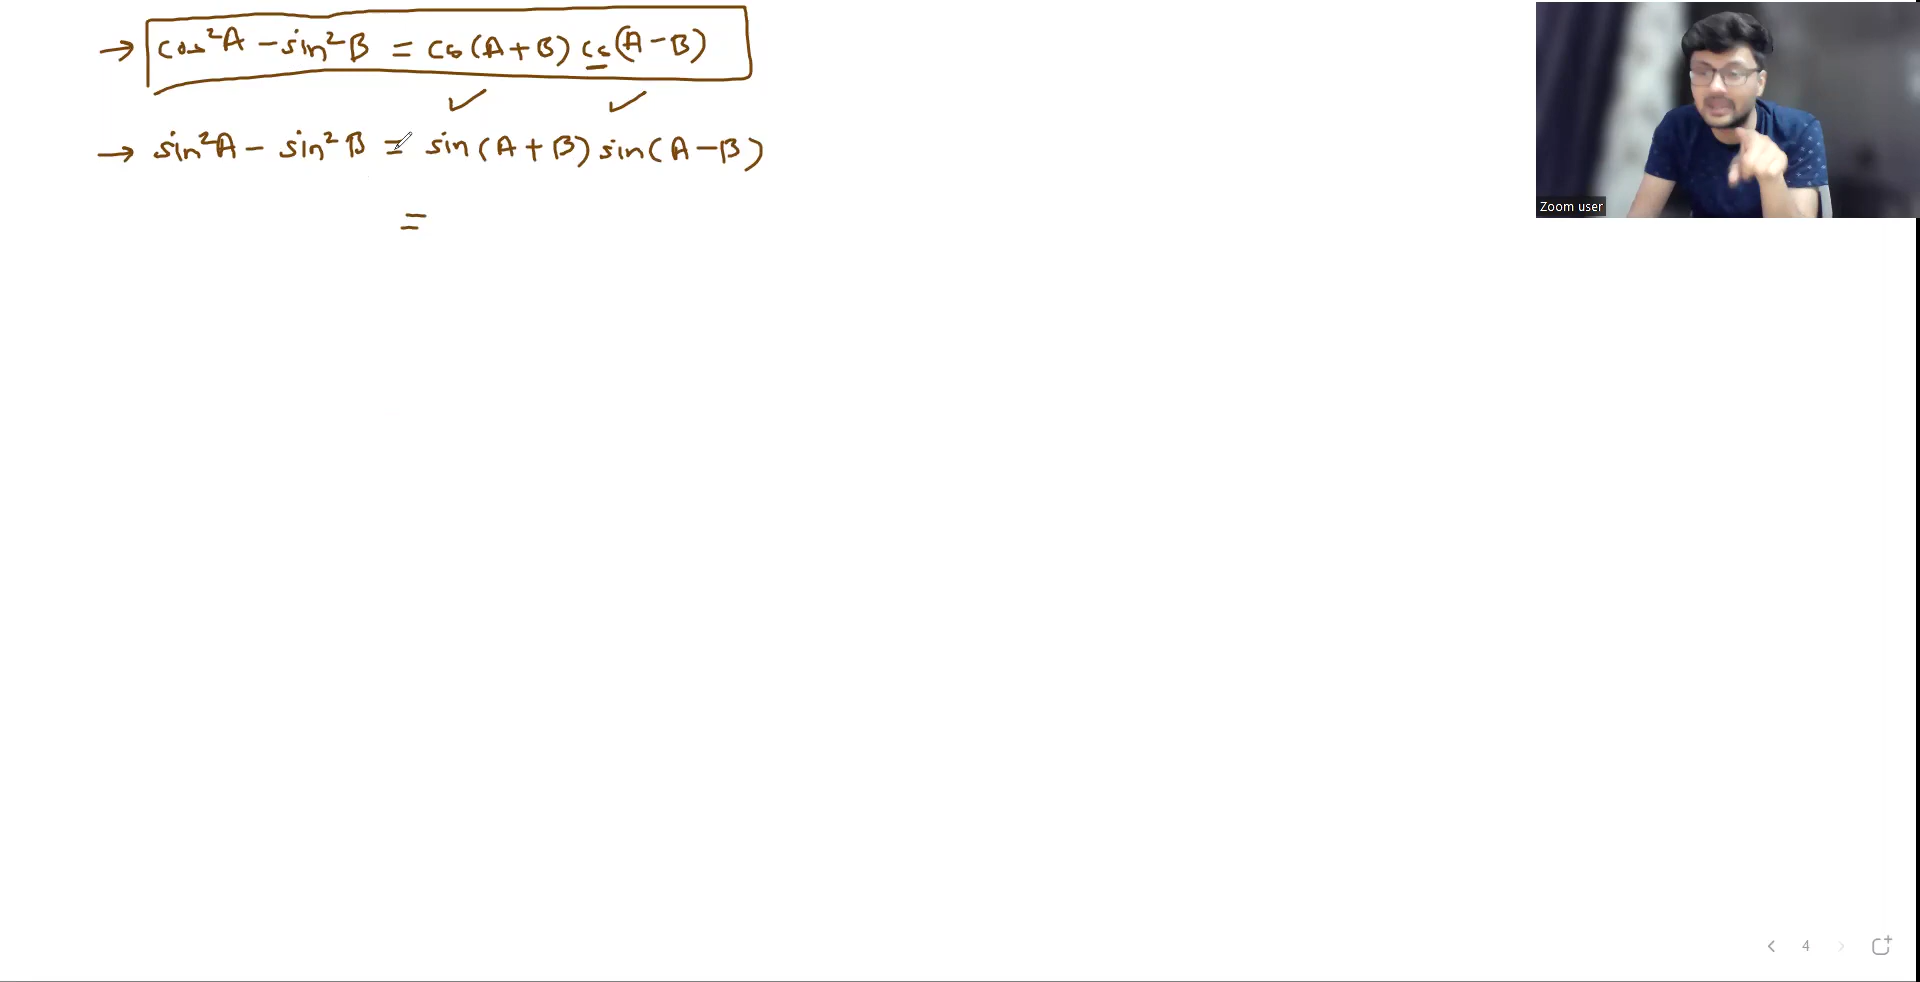 → cos²A - sin²B = cos(A+B) cos(A-B)
→ sin²A - sin²B = sin(A+B) sin(A-B)
=
Zoom user
4